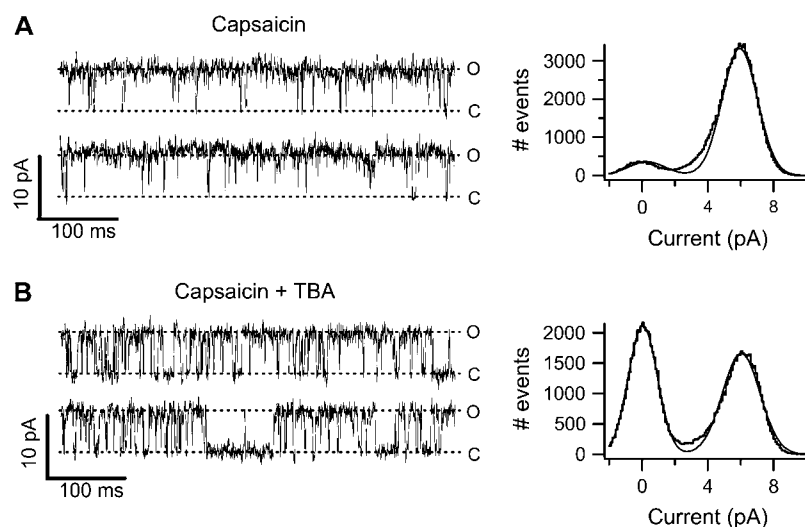 A
Capsaicin
O
C
O
C
10 pA
100 ms
# events
3000
2000
1000
0
0 4 8
Current (pA)
B
Capsaicin + TBA
O
C
O
C
10 pA
100 ms
# events
2000
1500
1000
500
0
0 4 8
Current (pA)